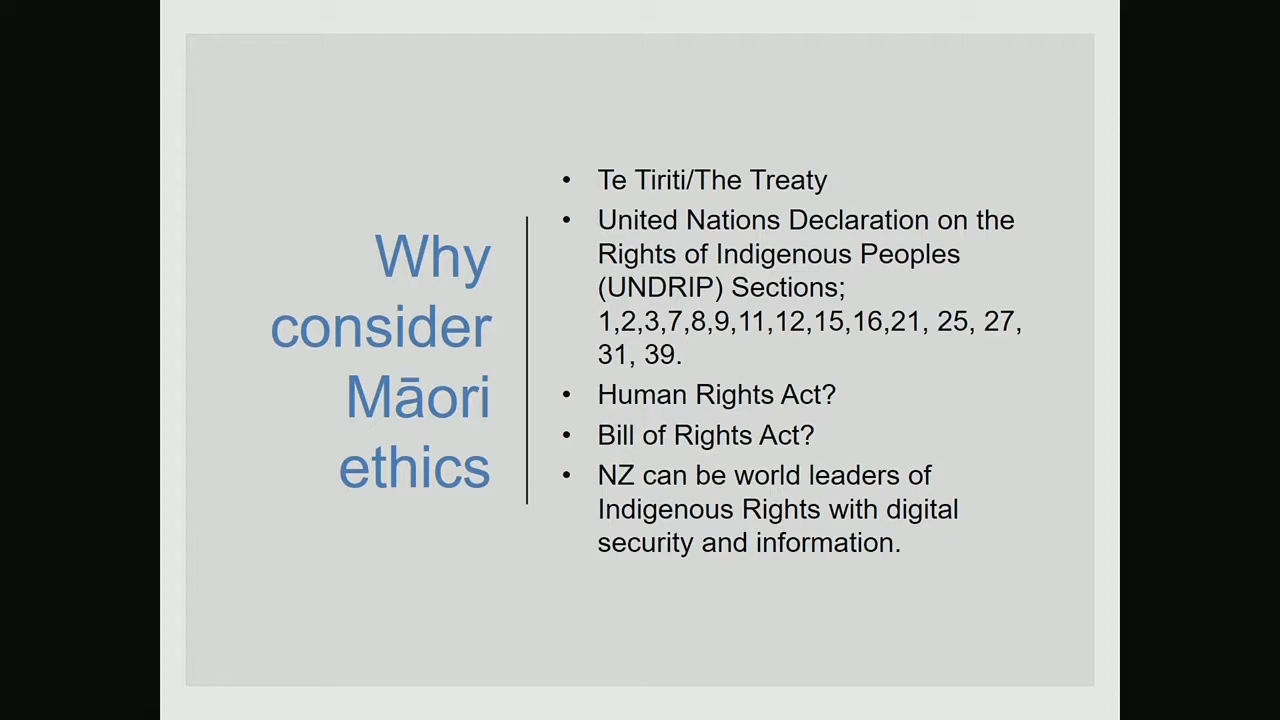 Why
consider
Māori
ethics
• Te Tiriti/The Treaty
• United Nations Declaration on the
Rights of Indigenous Peoples
(UNDRIP) Sections;
1,2,3,7,8,9,11,12,15,16,21, 25, 27,
31, 39.
• Human Rights Act?
• Bill of Rights Act?
• NZ can be world leaders of
Indigenous Rights with digital
security and information.